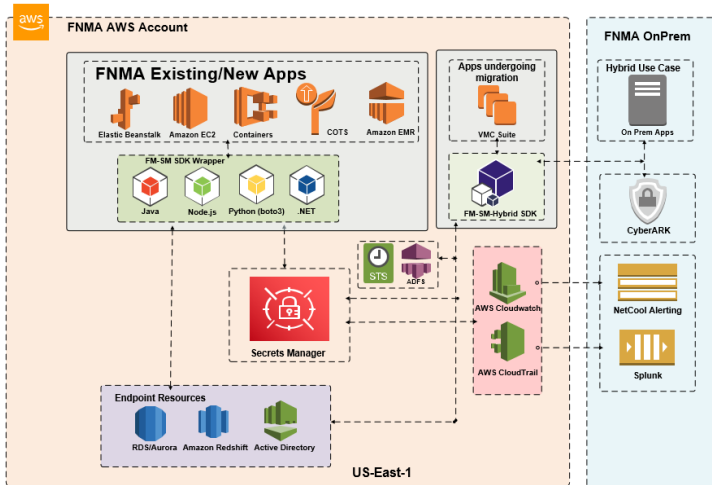 aws
FNMA AWS Account
FNMA OnPrem
FNMA Existing/New Apps
Elastic Beanstalk
Amazon EC2
Containers
COTS
Amazon EMR
Apps undergoing
migration
VMC Suite
Hybrid Use Case
On Prem Apps
FM-SM SDK Wrapper
Java
Node.js
Python (boto3)
.NET
FM-SM-Hybrid SDK
CyberARK
STS
ADFS
Secrets Manager
AWS Cloudwatch
AWS CloudTrail
NetCool Alerting
Splunk
Endpoint Resources
RDS/Aurora
Amazon Redshift
Active Directory
US-East-1